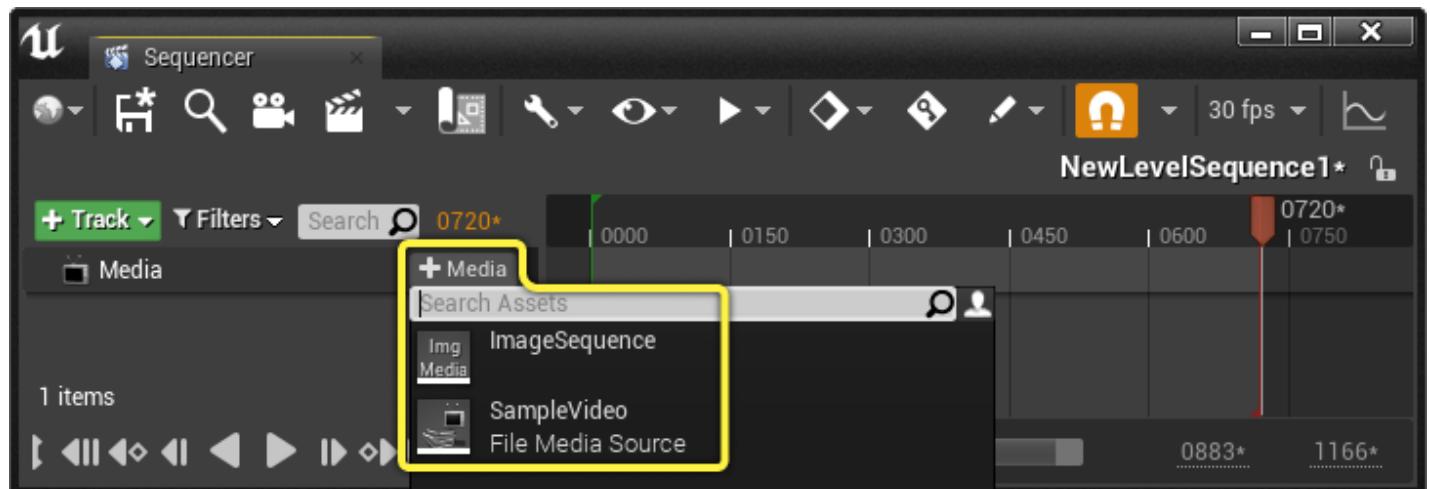 Sequencer
30 fps
NewLevelSequence1*
+ Track Filters Search 0720* 0720*
0000 0150 0300 0450 0600 0750
Media + Media
Search Assets
Img Media ImageSequence
1 items
SampleVideo
File Media Source
0883* 1166*